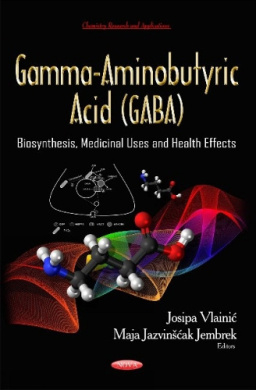 Chemistry Research and Applications
Gamma-Aminobutyric
Acid (GABA)
Biosynthesis, Medicinal Uses and Health Effects
Josipa Vlainić
Maja Jazvinšćak Jembrek
Editors
NOVA